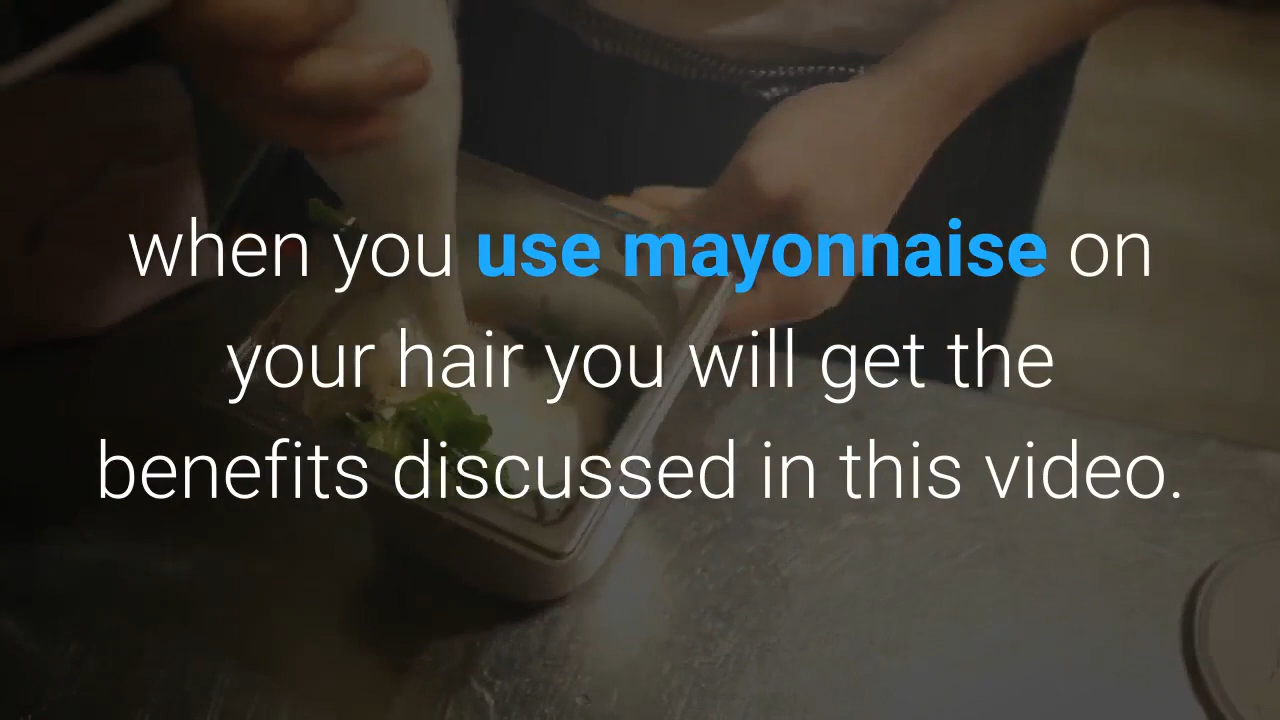 when you use mayonnaise on
your hair you will get the
benefits discussed in this video.